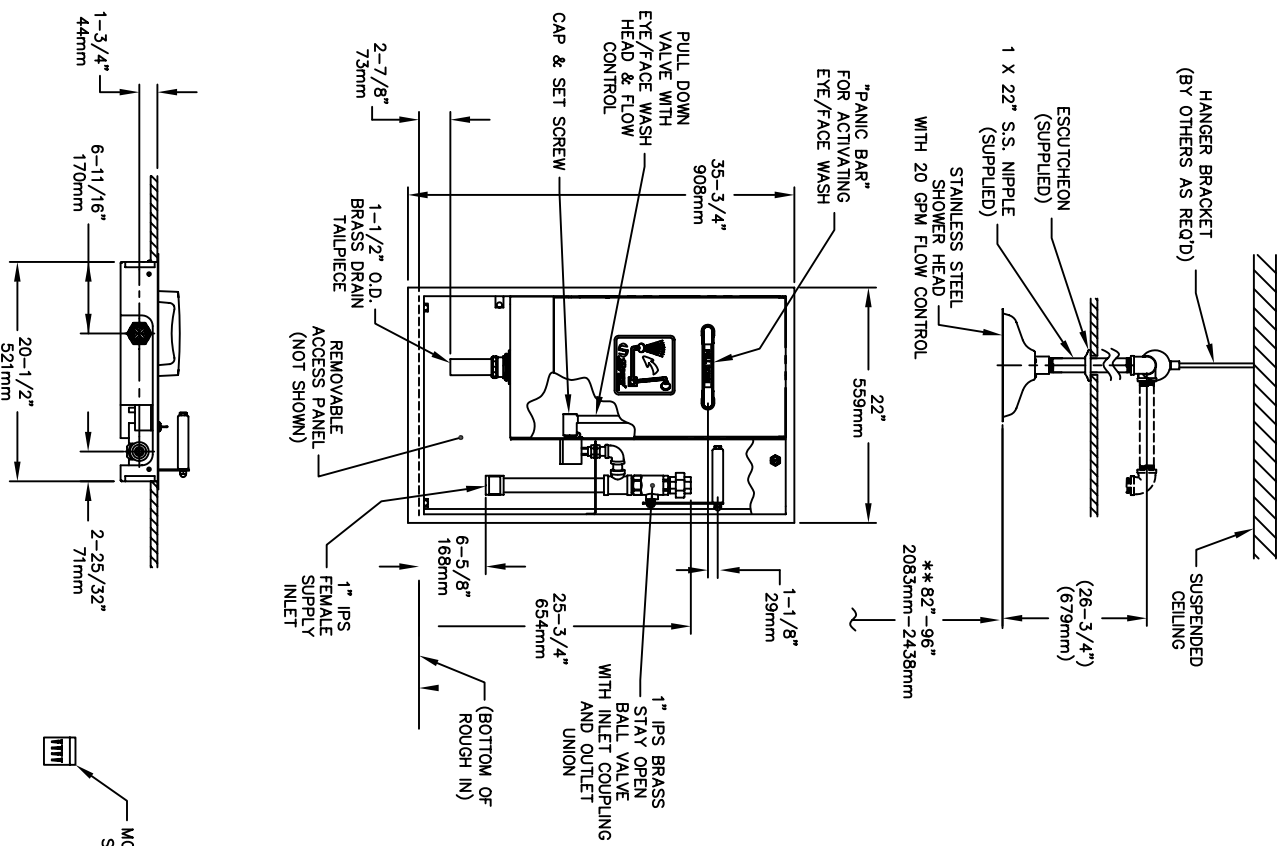 HANGER BRACKET
(BY OTHERS AS REQ'D)
ESCUTCHEON
(SUPPLIED)
1 X 22" S.S. NIPPLE
(SUPPLIED)
STAINLESS STEEL
SHOWER HEAD
WITH 20 GPM FLOW CONTROL
SUSPENDED
CEILING
(26-3/4")
(679mm)
**82"-96"
2083mm-2438mm
"PANIC BAR"
FOR ACTIVATING
EYE/FACE WASH
PULL DOWN
VALVE WITH
EYE/FACE WASH
HEAD & FLOW
CONTROL
CAP & SET SCREW
35-3/4"
908mm
22"
559mm
2-7/8"
73mm
1-1/2" O.D.
BRASS DRAIN
TAILPIECE
REMOVABLE
ACCESS PANEL
(NOT SHOWN)
1-1/8"
29mm
25-3/4"
654mm
6-5/8"
168mm
1" IPS
FEMALE
SUPPLY
INLET
1" IPS BRASS
STAY OPEN
BALL VALVE
WITH INLET COUPLING
AND OUTLET
UNION
(BOTTOM OF
ROUGH IN)
1-3/4"
44mm
6-11/16"
170mm
20-1/2"
521mm
2-25/32"
71mm